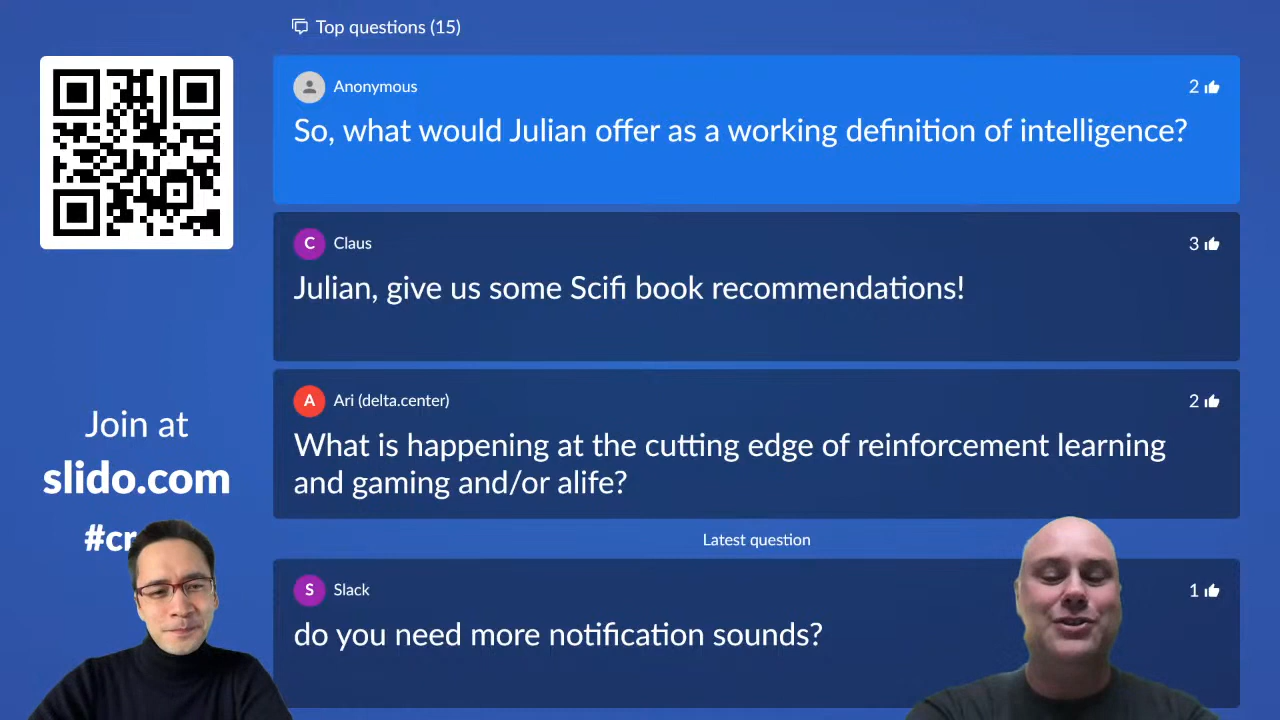 Top questions (15)
Anonymous
2
So, what would Julian offer as a working definition of intelligence?
C
Claus
3
Julian, give us some Scifi book recommendations!
A
Ari (delta.center)
2
What is happening at the cutting edge of reinforcement learning
and gaming and/or alife?
Join at
slido.com
Latest question
S
Slack
1
do you need more notification sounds?